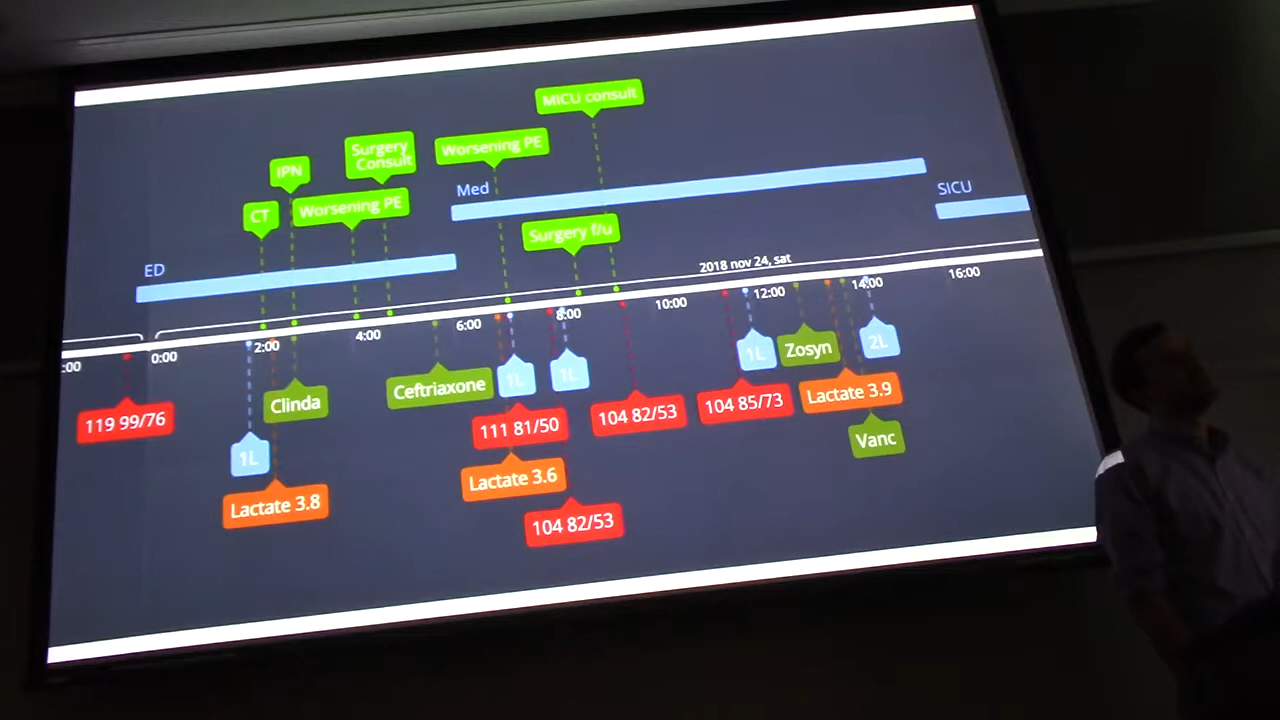 MICU consult
Surgery
Consult
Worsening PE
IPN
Med
SICU
CT
Worsening PE
Surgery f/u
ED
2018 nov 24, sat
:00
0:00
2:00
4:00
6:00
8:00
10:00
12:00
14:00
16:00
1L
Zosyn
2L
Ceftriaxone
1L
1L
Clinda
119 99/76
111 81/50
104 82/53
104 85/73
Lactate 3.9
Vanc
1L
Lactate 3.8
Lactate 3.6
104 82/53